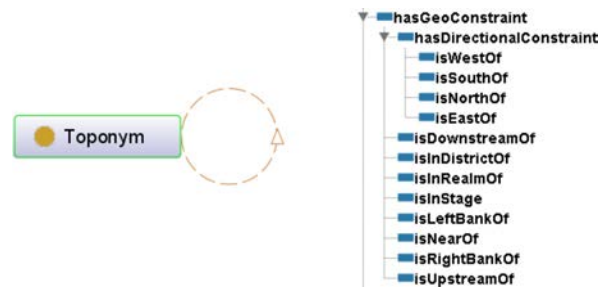 Toponym
hasGeoConstraint
hasDirectionalConstraint
isWestOf
isSouthOf
isNorthOf
isEastOf
isDownstreamOf
isInDistrictOf
isInRealmOf
isInStage
isLeftBankOf
isNearOf
isRightBankOf
isUpstreamOf